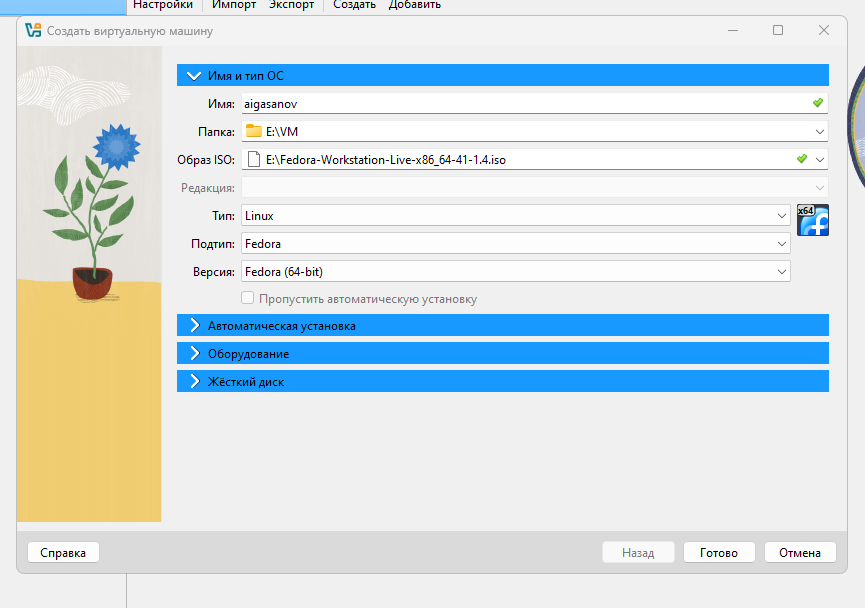 Настройки Импорт Экспорт Создать Добавить
Создать виртуальную машину
Имя и тип ОС
Имя: aigasanov
Папка: E:\VM
Образ ISO: E:\Fedora-Workstation-Live-x86_64-41-1.4.iso
Редакция:
Тип: Linux
x64
Подтип: Fedora
Версия: Fedora (64-bit)
Пропустить автоматическую установку
Автоматическая установка
Оборудование
Жёсткий диск
Справка Назад Готово Отмена